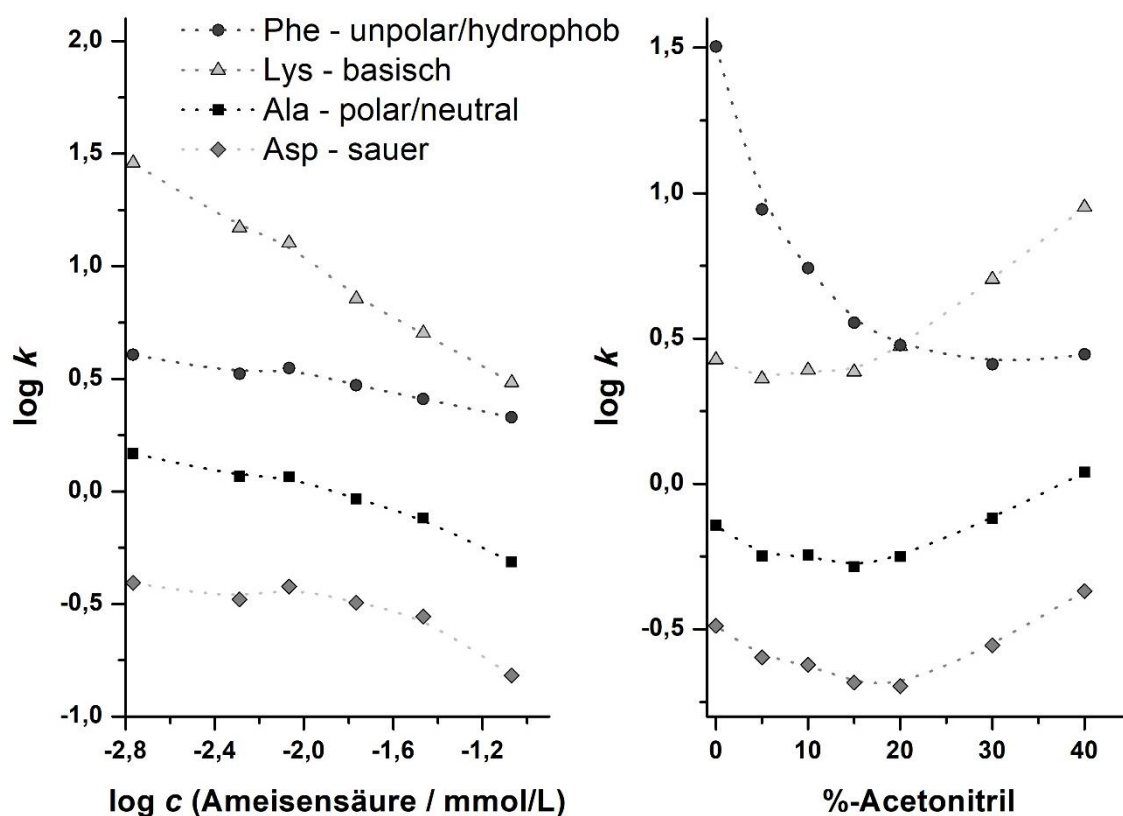 Phe - unpolar/hydrophob
Lys - basisch
Ala - polar/neutral
Asp - sauer
log k
2,0
1,5
1,0
0,5
0,0
-0,5
-1,0
-2,8 -2,4 -2,0 -1,6 -1,2
log c (Ameisensäure / mmol/L)
log k
1,5
1,0
0,5
0,0
-0,5
0 10 20 30 40
%-Acetonitril